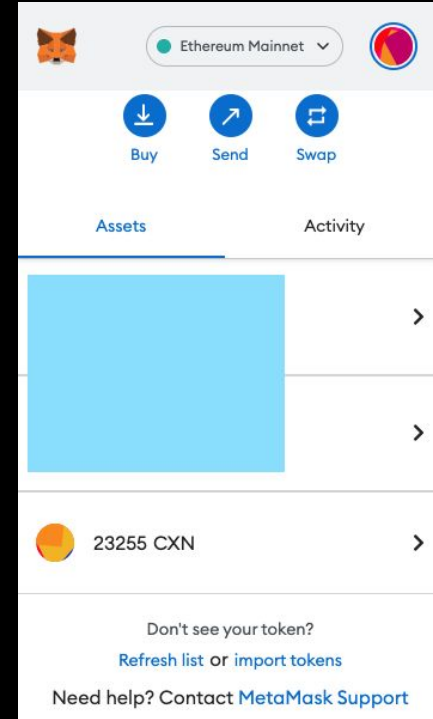 Ethereum Mainnet
Buy Send Swap
Assets Activity
23255 CXN
Don't see your token?
Refresh list or import tokens
Need help? Contact MetaMask Support